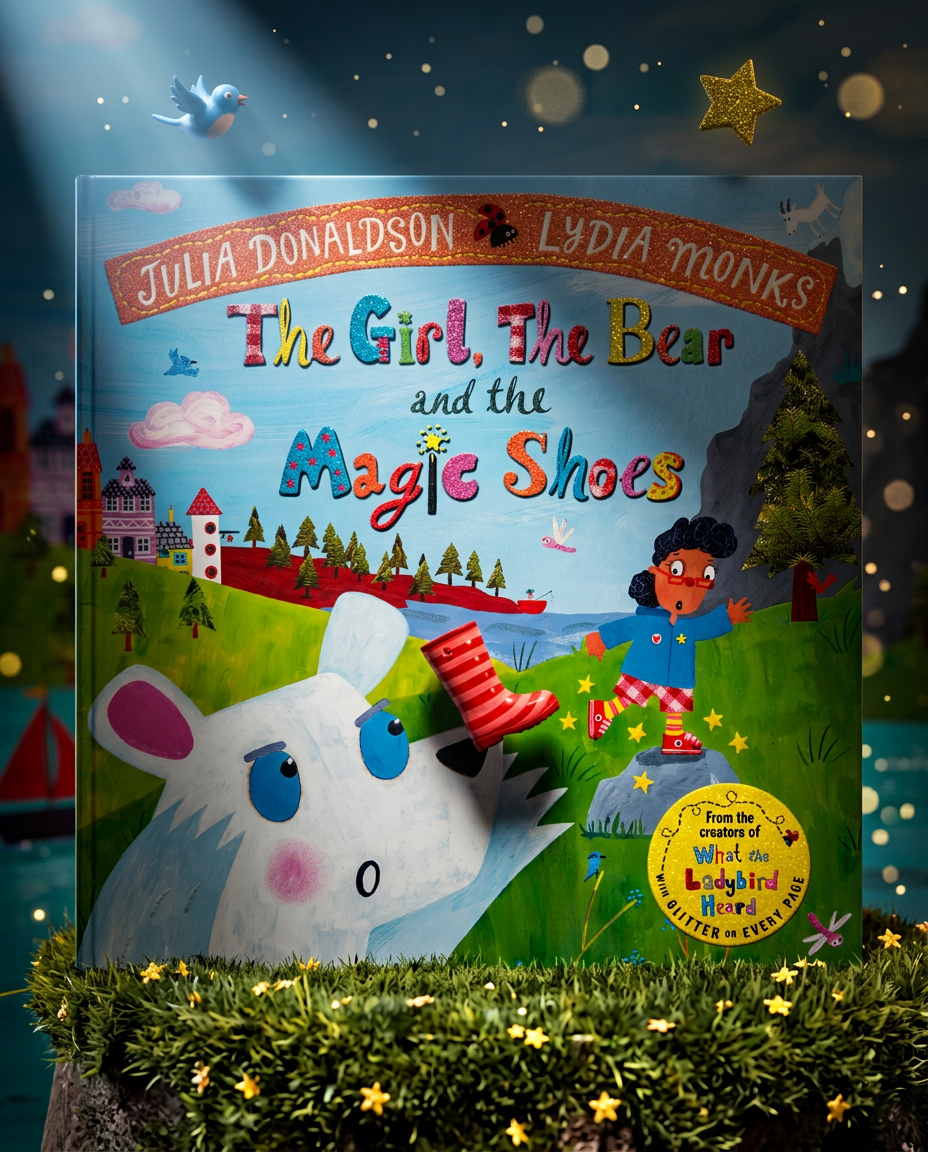 JULIA DONALDSON LYDIA MONKS
The Girl, The Bear
and the
Magic Shoes
From the
creators of
What the
Ladybird
Heard
WITH GLITTER ON EVERY PAGE